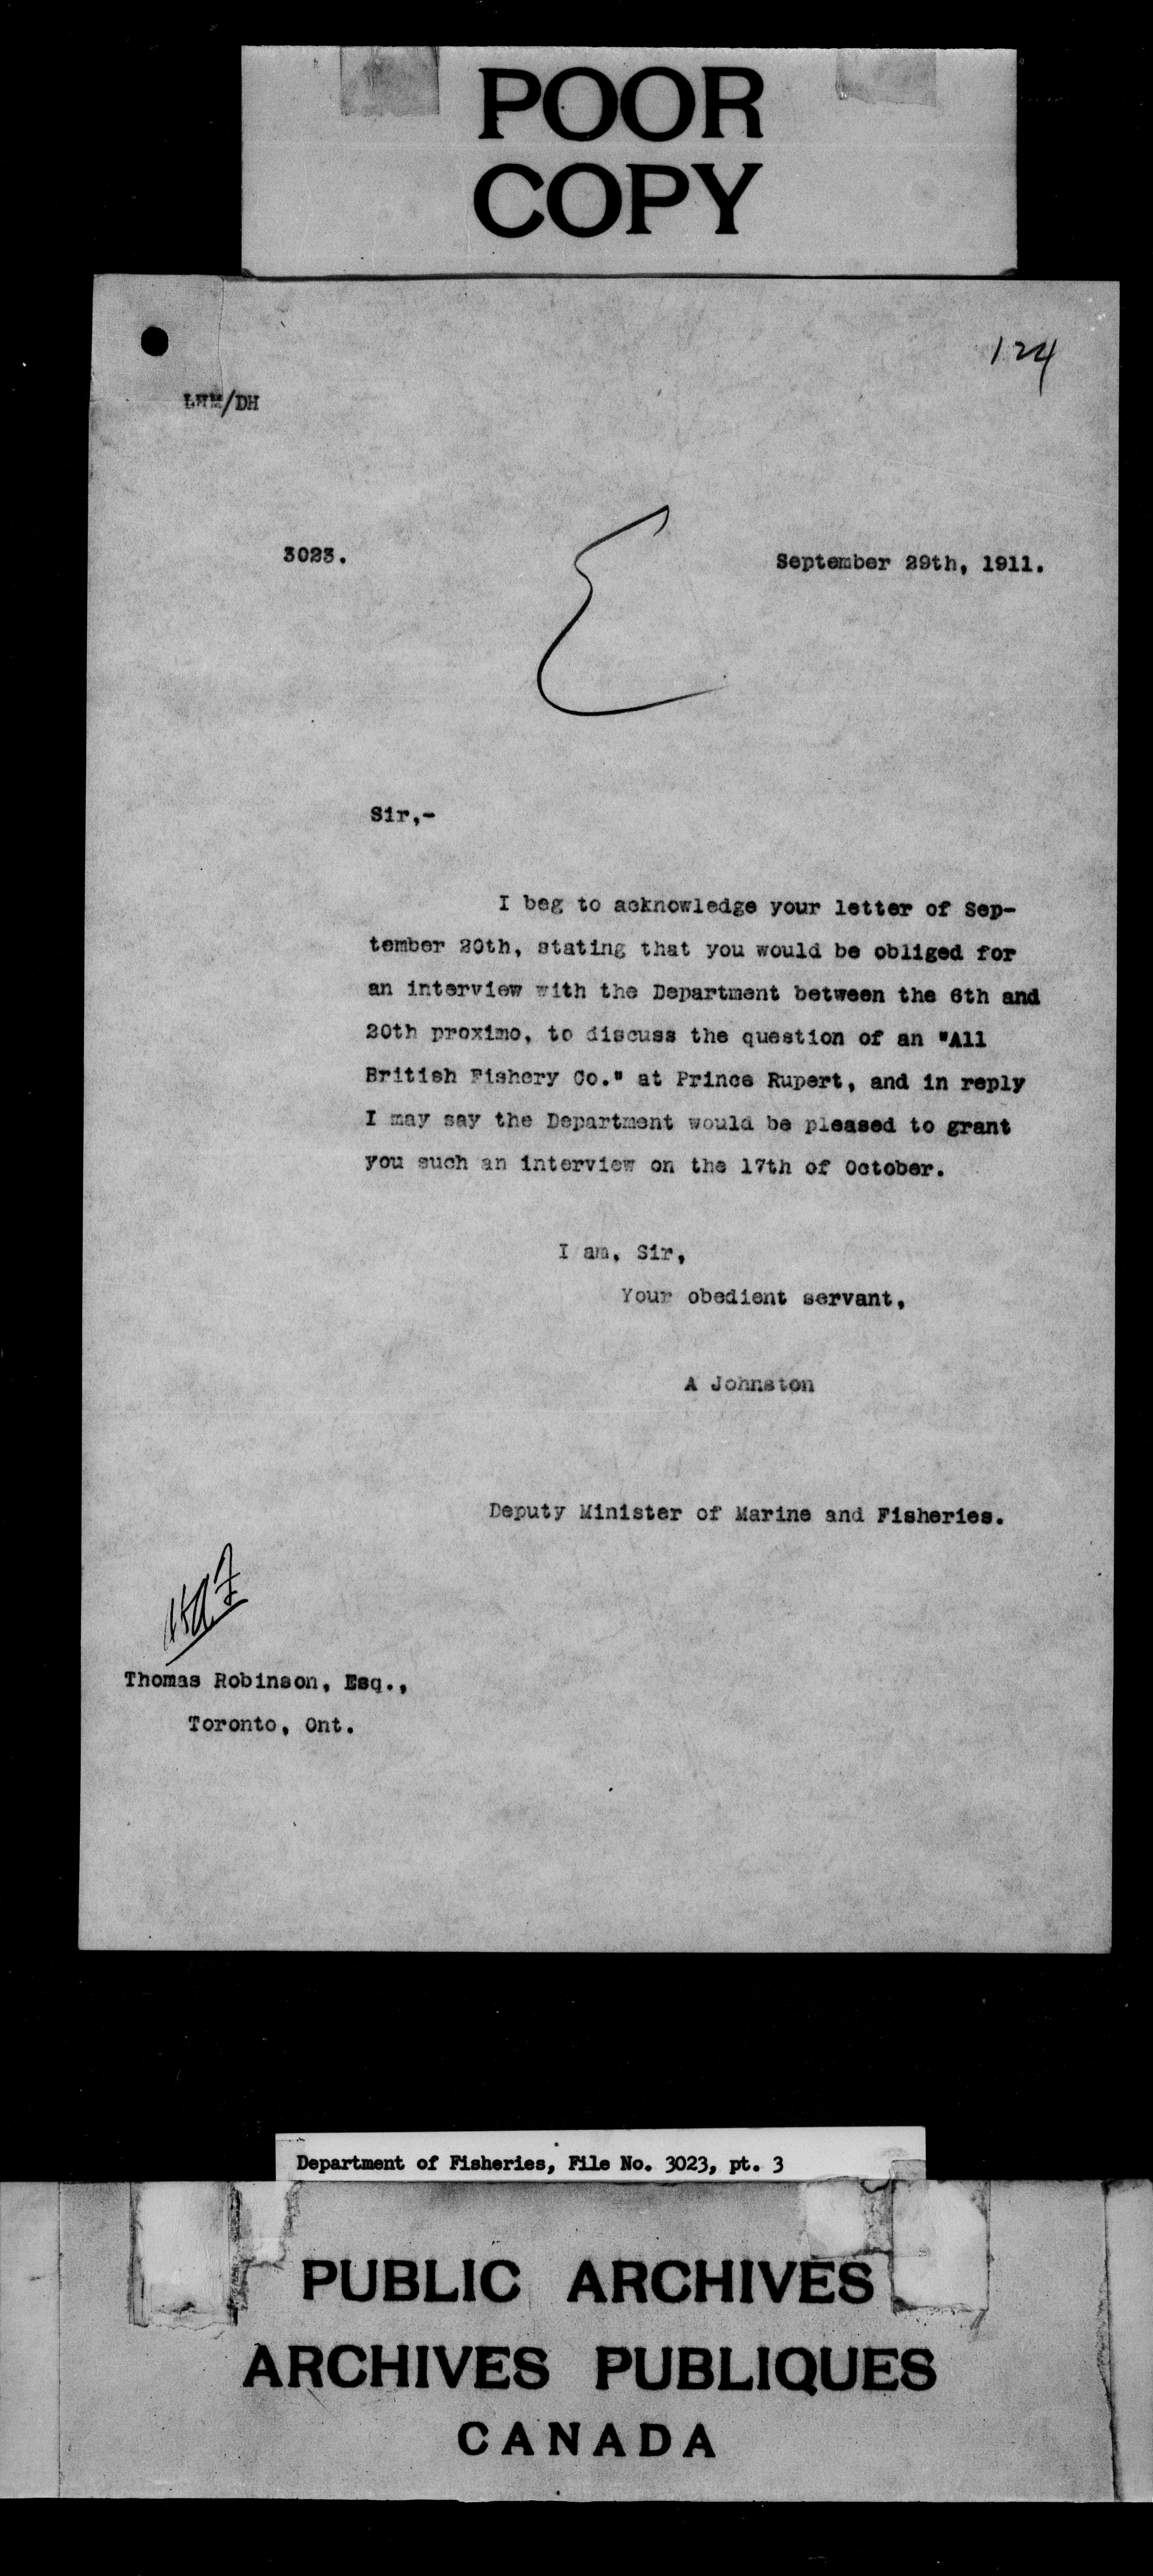 POOR
COPY
124
LHM/DH
3023.
September 29th, 1911.
Sir,-
I beg to acknowledge your letter of Sep-
tember 20th, stating that you would be obliged for
an interview with the Department between the 6th and
20th proximo, to discuss the question of an "All
British Fishery Co." at Prince Rupert, and in reply
I may say the Department would be pleased to grant
you such an interview on the 17th of October.
I am, Sir,
Your obedient servant,
A Johnston
Deputy Minister of Marine and Fisheries.
Thomas Robinson, Esq.,
Toronto, Ont.
Department of Fisheries, File No. 3023, pt. 3
PUBLIC ARCHIVES
ARCHIVES PUBLIQUES
CANADA